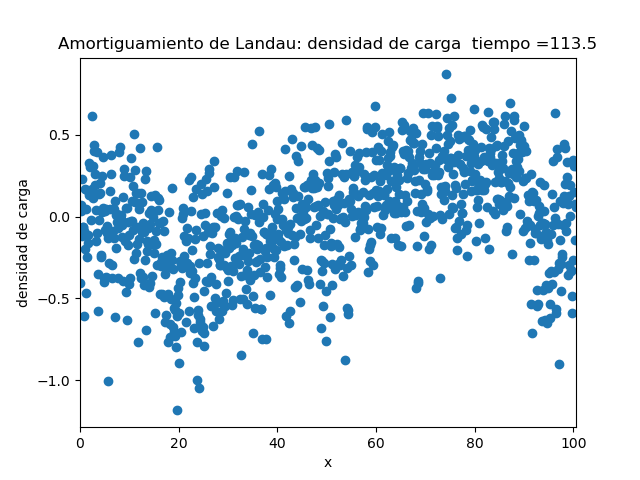 Amortiguamiento de Landau: densidad de carga  tiempo =113.5
densidad de carga
0.5
0.0
−0.5
−1.0
0 20 40 60 80 100
x